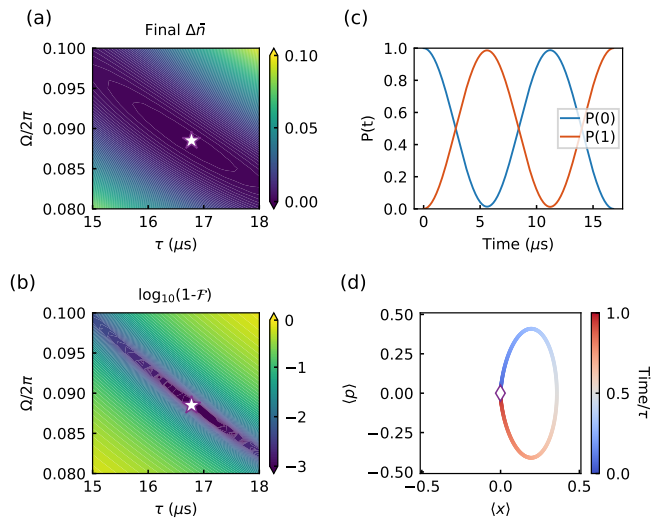 (a)
Final Δn̄
Ω/2π
0.100
0.095
0.090
0.085
0.080
15
16
17
18
τ (μs)
0.10
0.05
0.00
(c)
P(t)
1.0
0.8
0.6
0.4
0.2
0.0
0
5
10
15
Time (μs)
P(0)
P(1)
(b)
log₁₀(1-ℱ)
Ω/2π
0.100
0.095
0.090
0.085
0.080
15
16
17
18
τ (μs)
0
−1
−2
−3
(d)
⟨p⟩
0.50
0.25
0.00
−0.25
−0.50
−0.5
0.0
0.5
⟨x⟩
1.0
0.5
0.0
Time/τ